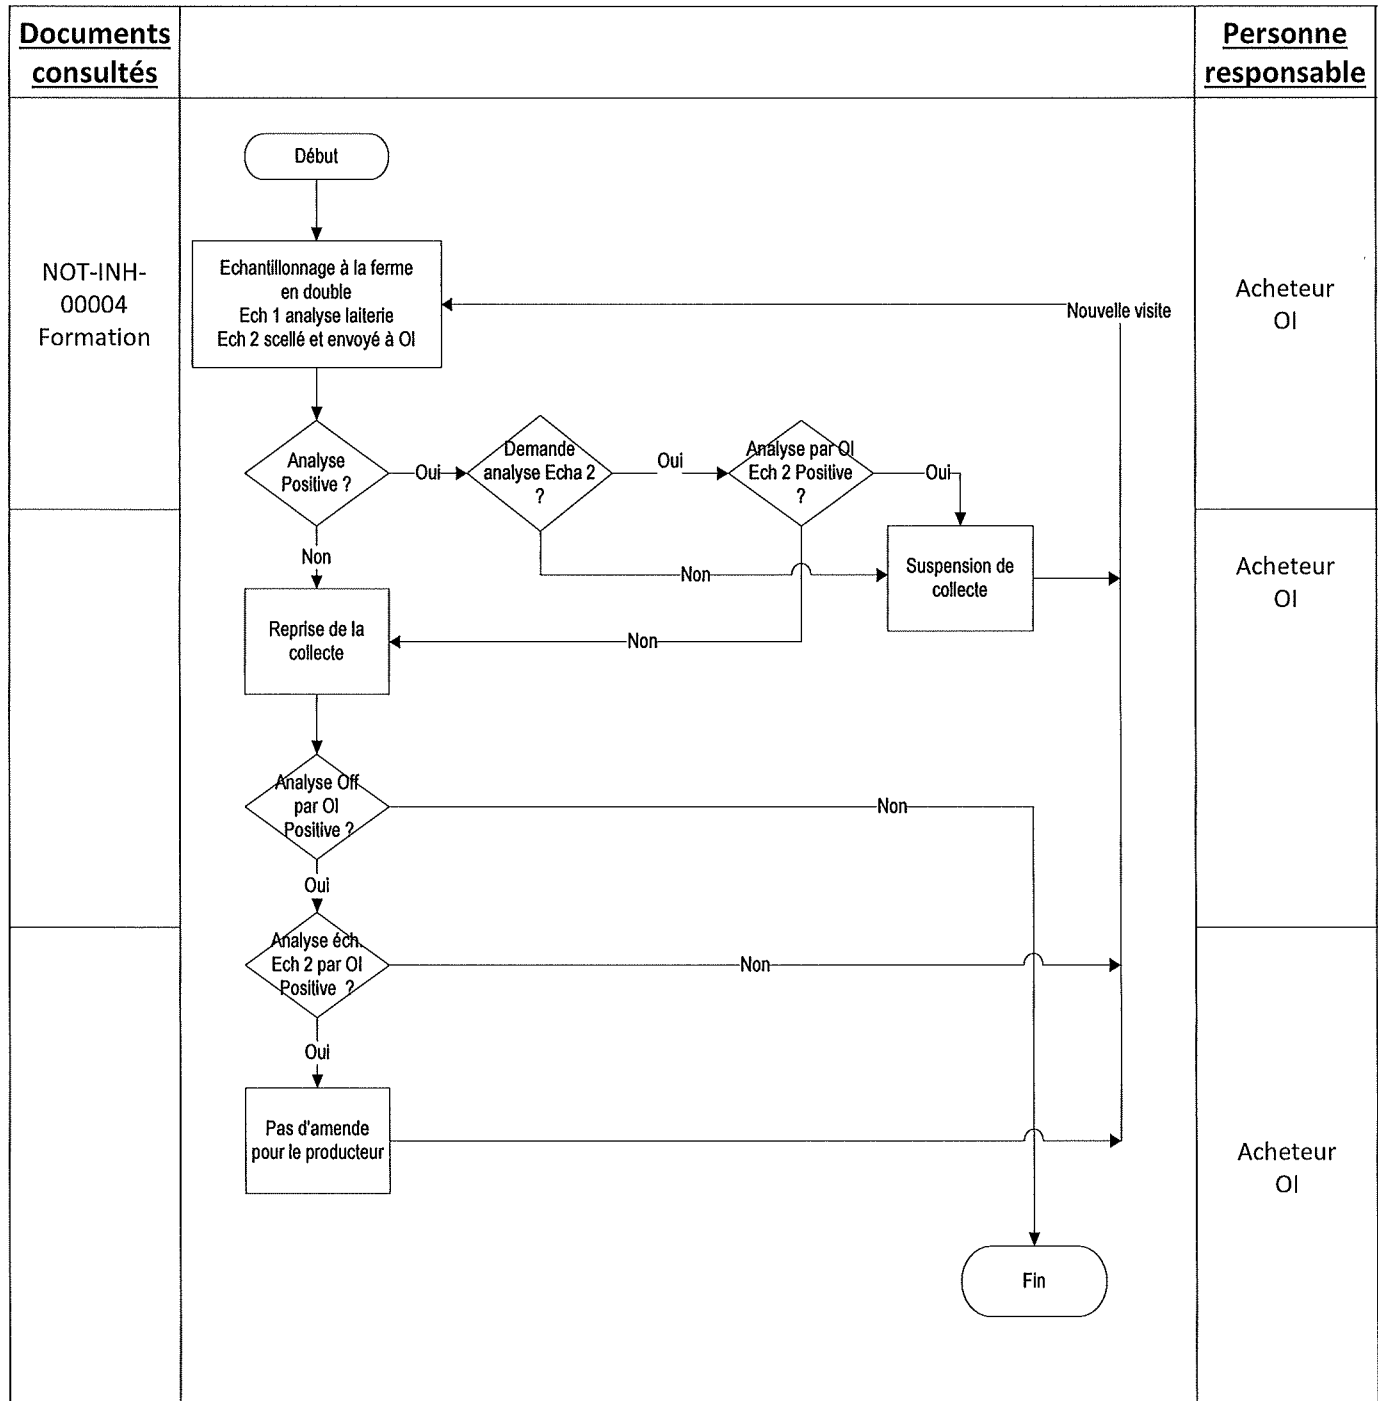 Documents
consultés
Personne
responsable
Début
NOT-INH-
00004
Formation
Echantillonnage à la ferme
en double
Ech 1 analyse laiterie
Ech 2 scellé et envoyé à OI
Nouvelle visite
Acheteur
OI
Analyse
Positive ?
Oui
Demande
analyse Echa 2
?
Oui
Analyse par OI
Ech 2 Positive
?
Oui
Non
Non
Suspension de
collecte
Acheteur
OI
Reprise de la
collecte
Non
Analyse Off
par OI
Positive ?
Non
Oui
Analyse éch.
Ech 2 par OI
Positive ?
Non
Oui
Pas d'amende
pour le producteur
Acheteur
OI
Fin